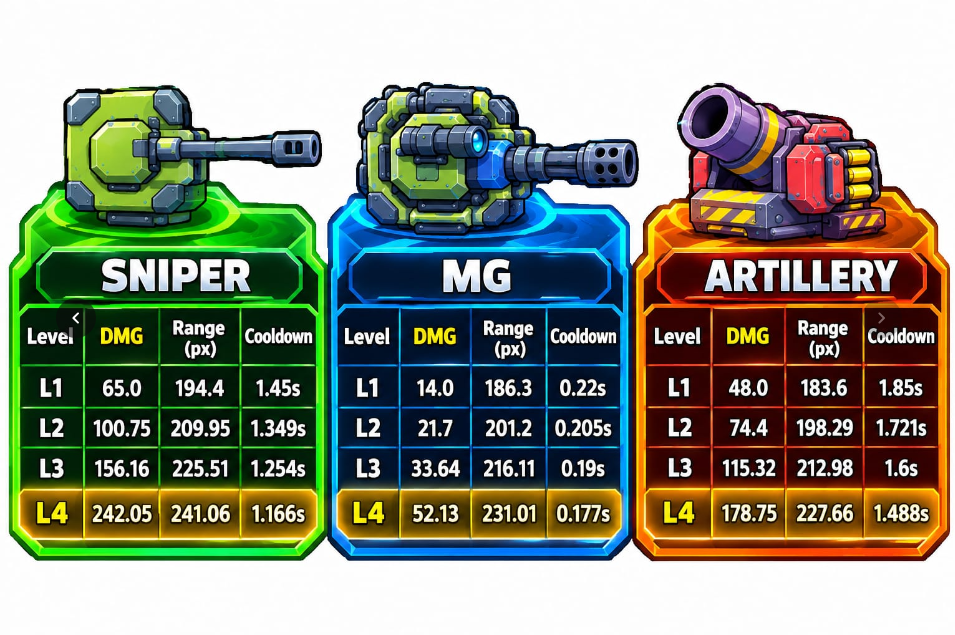 SNIPER
Level DMG Range (px) Cooldown
L1 65.0 194.4 1.45s
L2 100.75 209.95 1.349s
L3 156.16 225.51 1.254s
L4 242.05 241.06 1.166s
MG
Level DMG Range (px) Cooldown
L1 14.0 186.3 0.22s
L2 21.7 201.2 0.205s
L3 33.64 216.11 0.19s
L4 52.13 231.01 0.177s
ARTILLERY
Level DMG Range (px) Cooldown
L1 48.0 183.6 1.85s
L2 74.4 198.29 1.721s
L3 115.32 212.98 1.6s
L4 178.75 227.66 1.488s